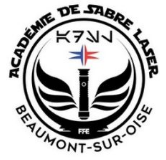 ACADÉMIE DE SABRE LASER
FFE
BEAUMONT-SUR-OISE